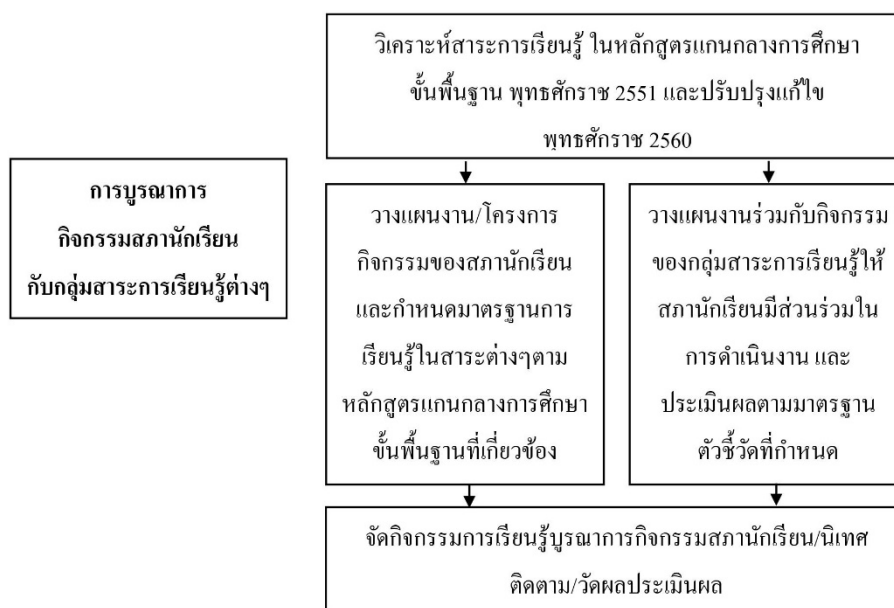 วิเคราะห์สาระการเรียนรู้ ในหลักสูตรแกนกลางการศึกษา
ขั้นพื้นฐาน พุทธศักราช 2551 และปรับปรุงแก้ไข
พุทธศักราช 2560
การบูรณาการ
กิจกรรมสภานักเรียน
กับกลุ่มสาระการเรียนรู้ต่างๆ
วางแผนงาน/โครงการ
กิจกรรมของสภานักเรียน
และกำหนดมาตรฐานการ
เรียนรู้ในสาระต่างๆตาม
หลักสูตรแกนกลางการศึกษา
ขั้นพื้นฐานที่เกี่ยวข้อง
วางแผนงานร่วมกับกิจกรรม
ของกลุ่มสาระการเรียนรู้ให้
สภานักเรียนมีส่วนร่วมใน
การดำเนินงาน และ
ประเมินผลตามมาตรฐาน
ตัวชี้วัดที่กำหนด
จัดกิจกรรมการเรียนรู้บูรณาการกิจกรรมสภานักเรียน/นิเทศ
ติดตาม/วัดผลประเมินผล